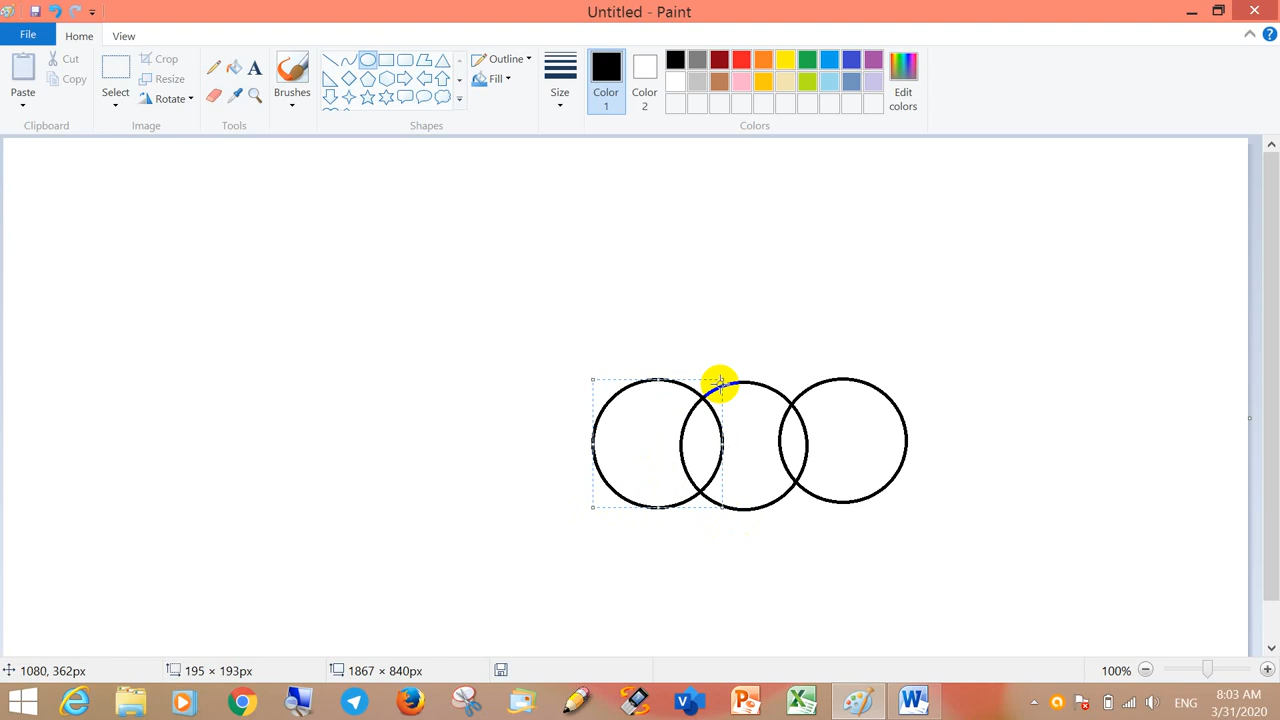 Untitled - Paint
File
Home
View
Paste
Cut
Copy
Clipboard
Select
Crop
Resize
Rotate
Image
Tools
Brushes
Shapes
Outline
Fill
Size
Color 1
Color 2
Edit colors
Colors
1080, 362px
195 × 193px
1867 × 840px
100%
ENG
8:03 AM
3/31/2020